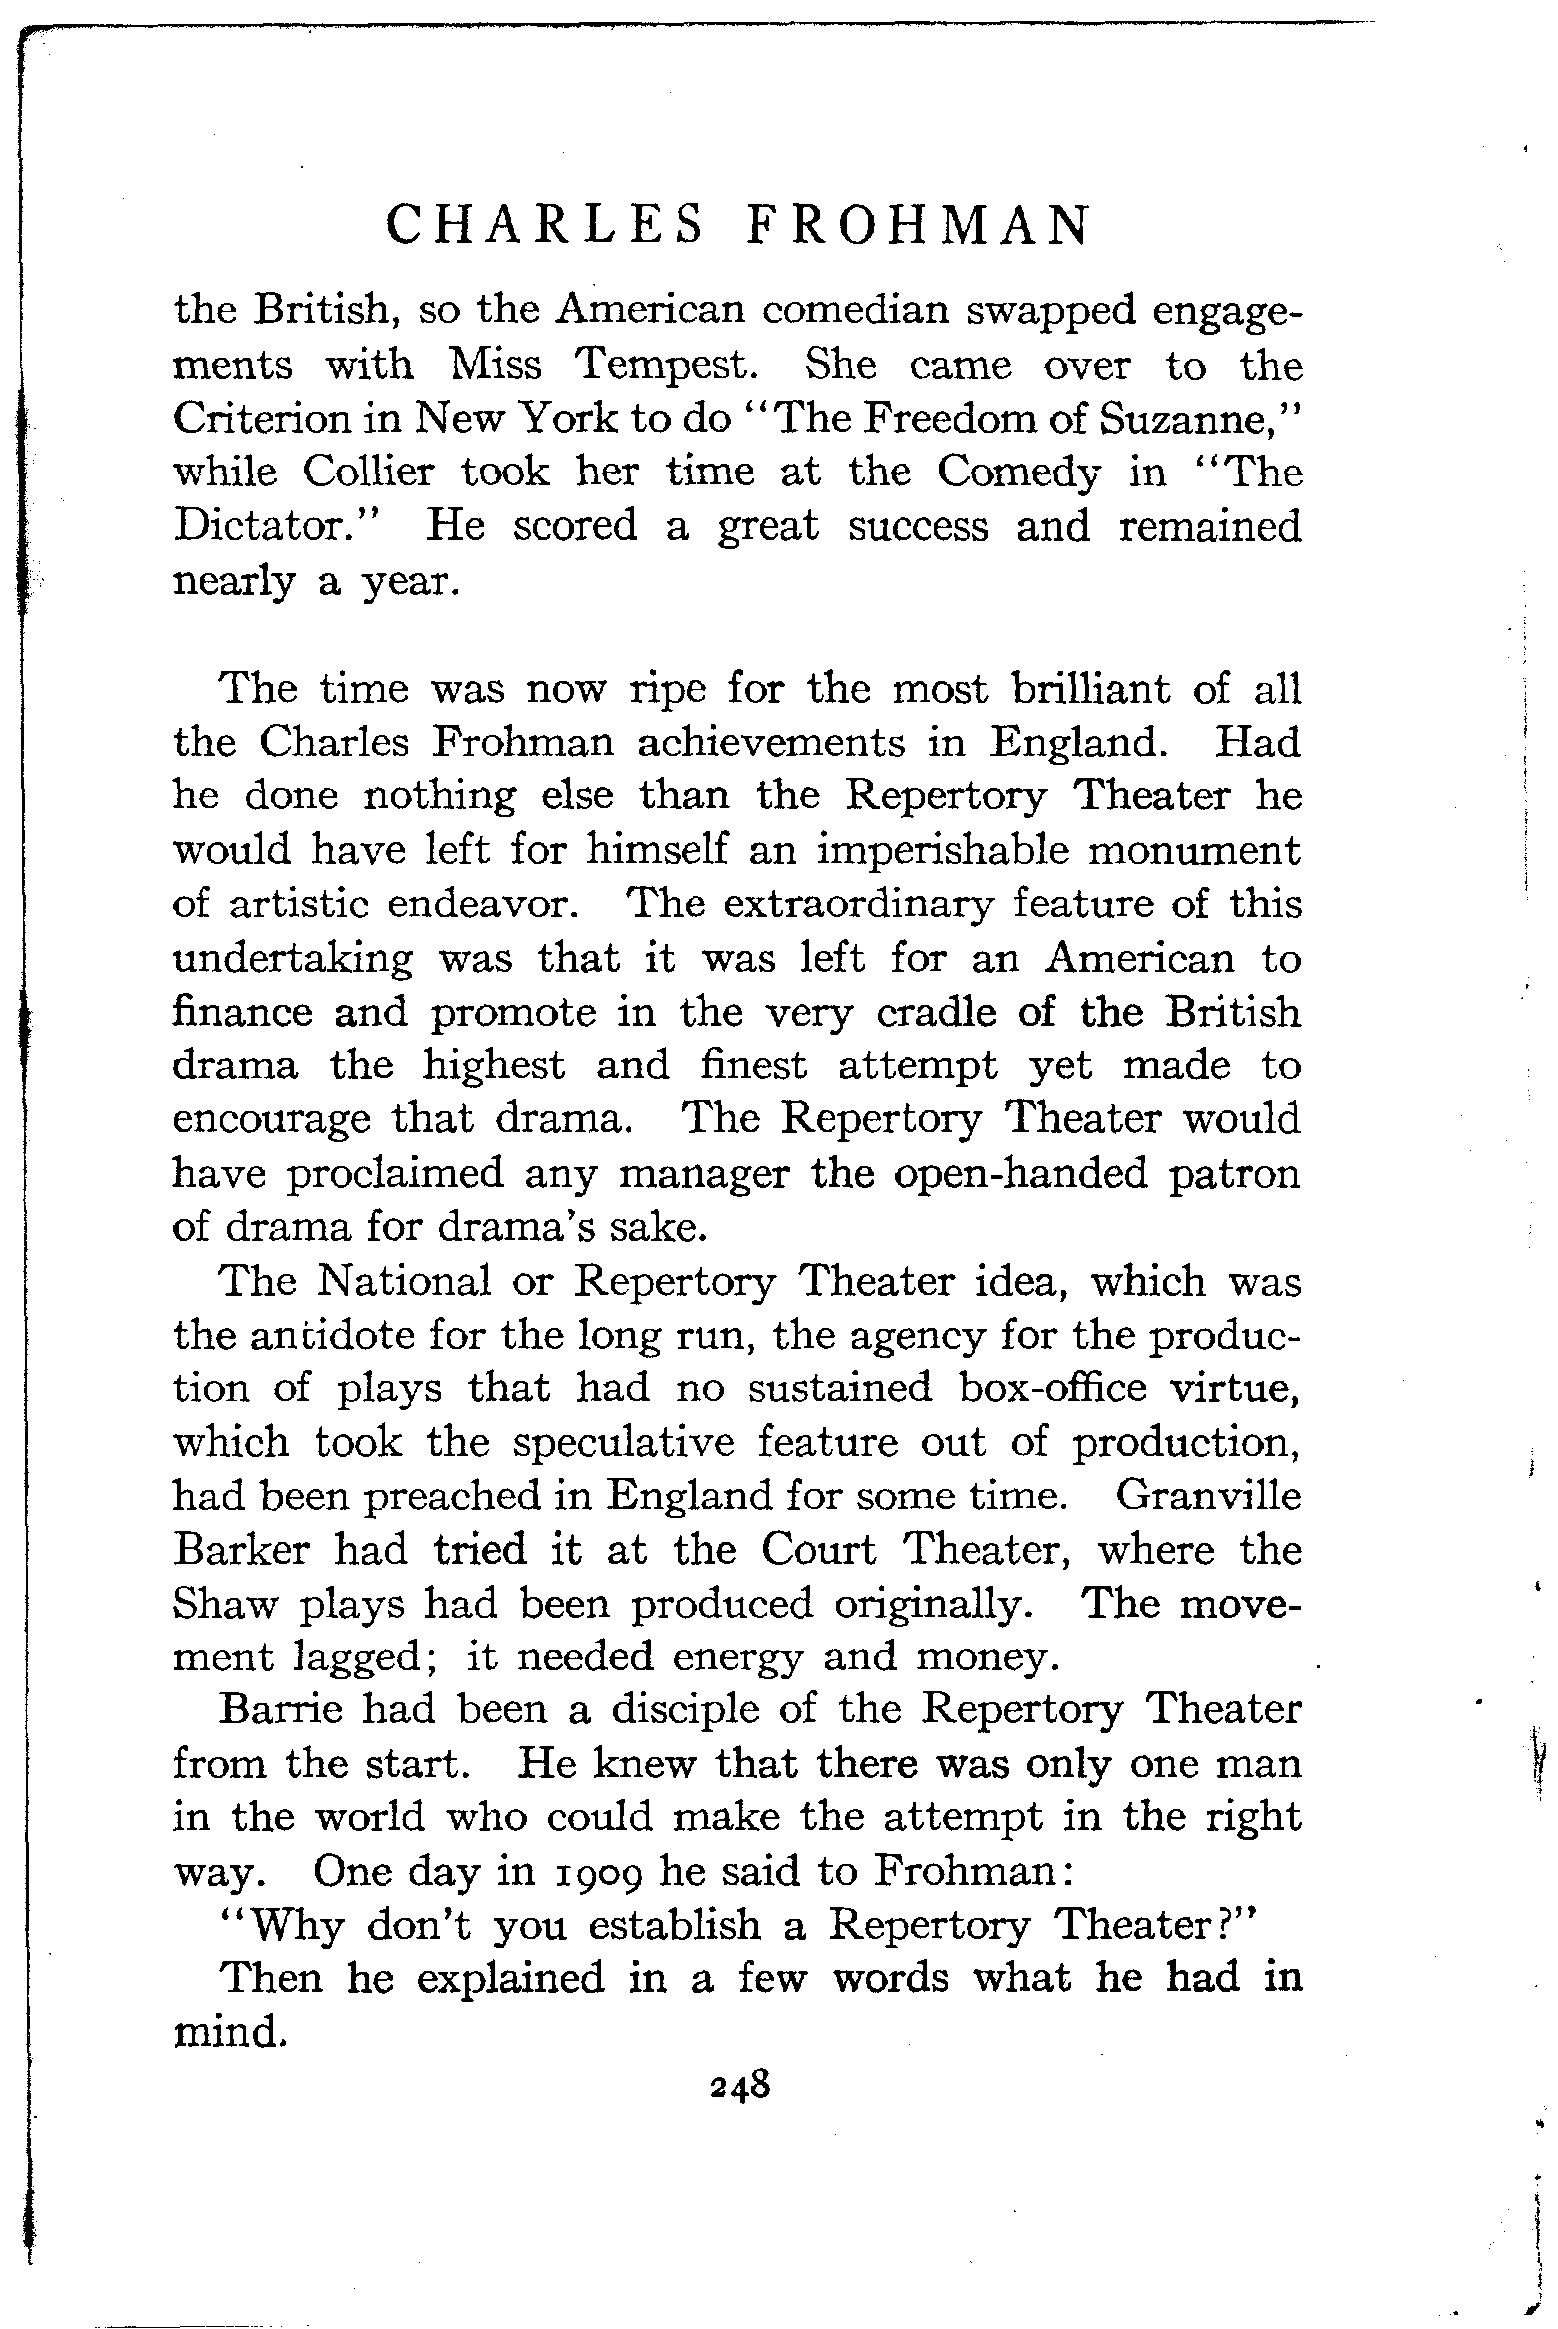 CHARLES FROHMAN
the British, so the American comedian swapped engage-
ments with Miss Tempest. She came over to the
Criterion in New York to do "The Freedom of Suzanne,"
while Collier took her time at the Comedy in "The
Dictator." He scored a great success and remained
nearly a year.
The time was now ripe for the most brilliant of all
the Charles Frohman achievements in England. Had
he done nothing else than the Repertory Theater he
would have left for himself an imperishable monument
of artistic endeavor. The extraordinary feature of this
undertaking was that it was left for an American to
finance and promote in the very cradle of the British
drama the highest and finest attempt yet made to
encourage that drama. The Repertory Theater would
have proclaimed any manager the open-handed patron
of drama for drama's sake.
The National or Repertory Theater idea, which was
the antidote for the long run, the agency for the produc-
tion of plays that had no sustained box-office virtue,
which took the speculative feature out of production,
had been preached in England for some time. Granville
Barker had tried it at the Court Theater, where the
Shaw plays had been produced originally. The move-
ment lagged; it needed energy and money.
Barrie had been a disciple of the Repertory Theater
from the start. He knew that there was only one man
in the world who could make the attempt in the right
way. One day in 1909 he said to Frohman:
"Why don't you establish a Repertory Theater?"
Then he explained in a few words what he had in
mind.
248